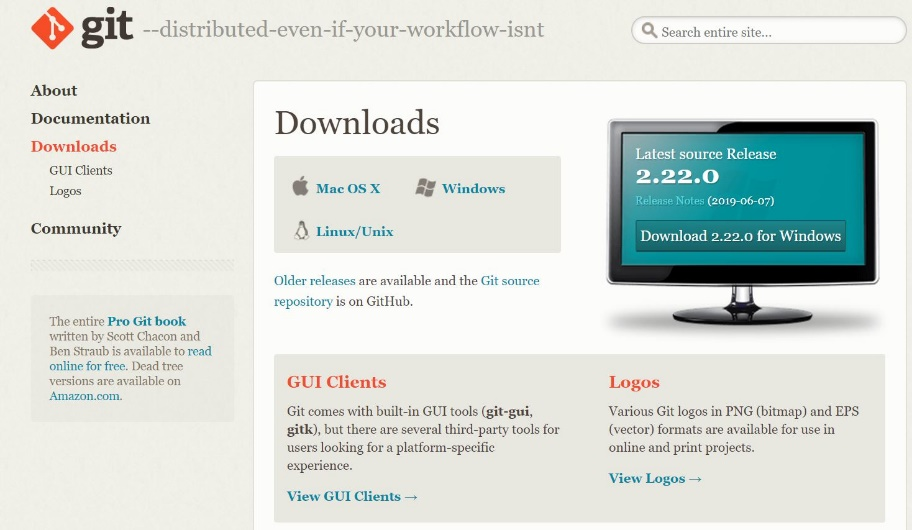 git --distributed-even-if-your-workflow-isnt
Search entire site...
About
Documentation
Downloads
GUI Clients
Logos
Community
The entire Pro Git book
written by Scott Chacon and
Ben Straub is available to read
online for free. Dead tree
versions are available on
Amazon.com.
Downloads
Mac OS X
Windows
Linux/Unix
Older releases are available and the Git source
repository is on GitHub.
Latest source Release
2.22.0
Release Notes (2019-06-07)
Download 2.22.0 for Windows
GUI Clients
Git comes with built-in GUI tools (git-gui,
gitk), but there are several third-party tools for
users looking for a platform-specific
experience.
View GUI Clients →
Logos
Various Git logos in PNG (bitmap) and EPS
(vector) formats are available for use in
online and print projects.
View Logos →